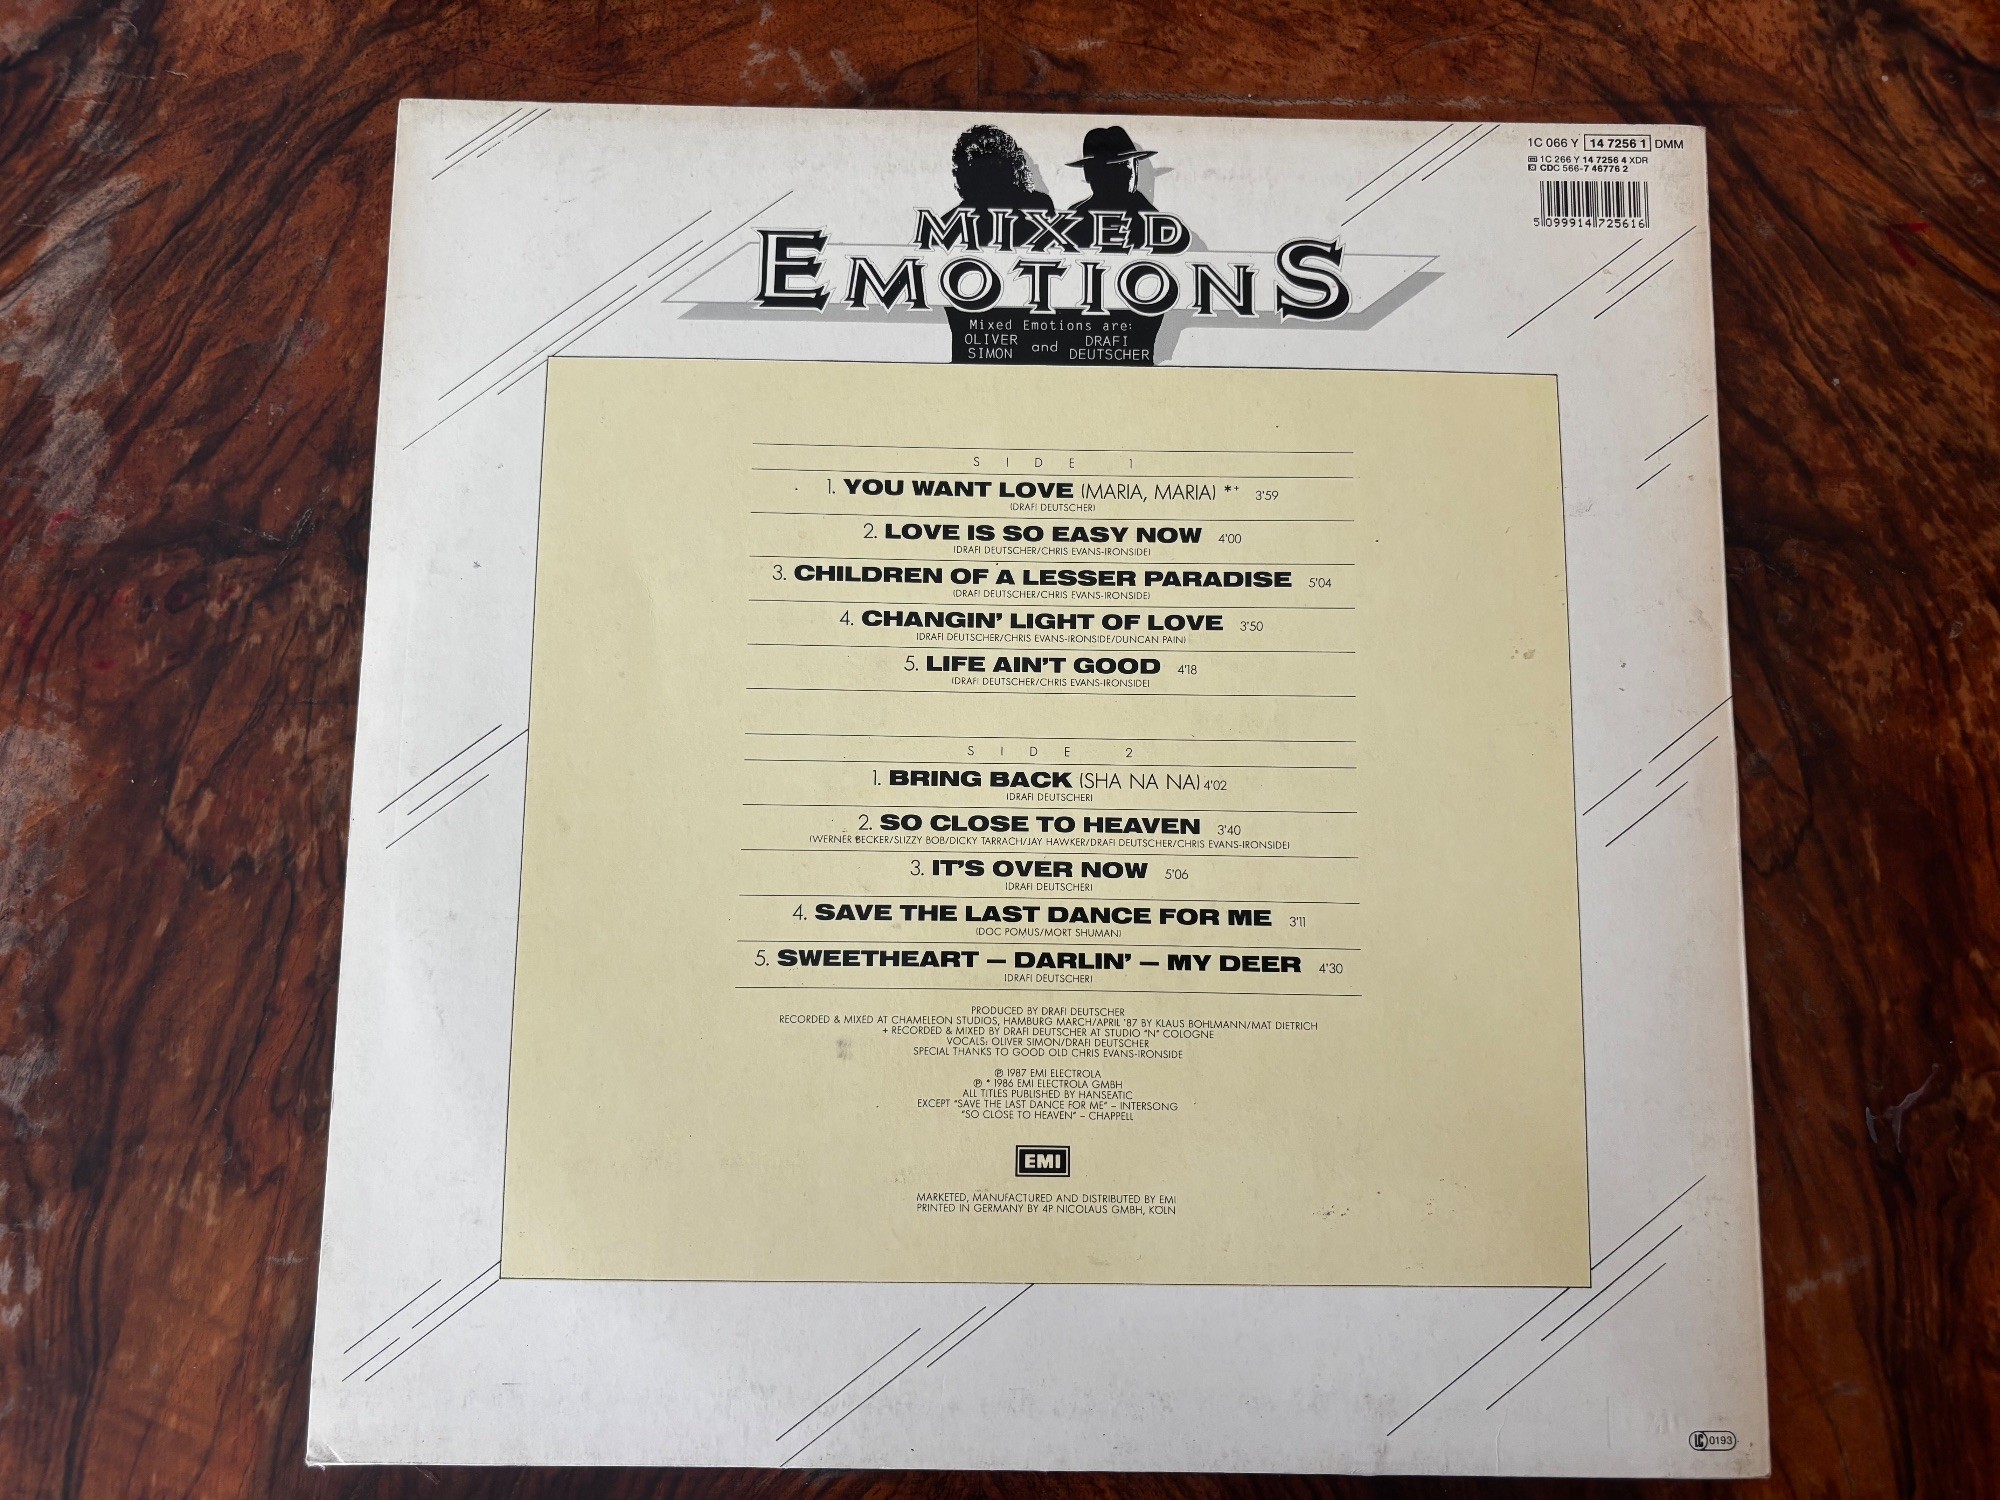 1C 066 Y 14 7256 1 DMM
1C 266 Y 14 7256 4 XDR
CDC 566-7 46776 2
5 099914 725616
MIXED
EMOTIONS
Mixed Emotions are:
OLIVER SIMON and DRAFI DEUTSCHER
SIDE 1
1. YOU WANT LOVE (MARIA, MARIA) *+ 3'59
(DRAFI DEUTSCHER)
2. LOVE IS SO EASY NOW 4'00
(DRAFI DEUTSCHER/CHRIS EVANS-IRONSIDE)
3. CHILDREN OF A LESSER PARADISE 5'04
(DRAFI DEUTSCHER/CHRIS EVANS-IRONSIDE)
4. CHANGIN' LIGHT OF LOVE 3'50
(DRAFI DEUTSCHER/CHRIS EVANS-IRONSIDE/DUNCAN PAIN)
5. LIFE AIN'T GOOD 4'18
(DRAFI DEUTSCHER/CHRIS EVANS-IRONSIDE)
SIDE 2
1. BRING BACK (SHA NA NA) 4'02
(DRAFI DEUTSCHER)
2. SO CLOSE TO HEAVEN 3'40
(WERNER BECKER/SLIZZY BOB/DICKY TARRACH/JAY HAWKER/DRAFI DEUTSCHER/CHRIS EVANS-IRONSIDE)
3. IT'S OVER NOW 5'06
(DRAFI DEUTSCHER)
4. SAVE THE LAST DANCE FOR ME 3'11
(DOC POMUS/MORT SHUMAN)
5. SWEETHEART – DARLIN' – MY DEER 4'30
(DRAFI DEUTSCHER)
PRODUCED BY DRAFI DEUTSCHER
RECORDED & MIXED AT CHAMELEON STUDIOS, HAMBURG MARCH/APRIL '87 BY KLAUS BOHLMANN/MAT DIETRICH
+ RECORDED & MIXED BY DRAFI DEUTSCHER AT STUDIO "N" COLOGNE
VOCALS: OLIVER SIMON/DRAFI DEUTSCHER
SPECIAL THANKS TO GOOD OLD CHRIS EVANS-IRONSIDE
℗ 1987 EMI ELECTROLA
℗ * 1986 EMI ELECTROLA GMBH
ALL TITLES PUBLISHED BY HANSEATIC
EXCEPT "SAVE THE LAST DANCE FOR ME" – INTERSONG
"SO CLOSE TO HEAVEN" – CHAPPELL
EMI
MARKETED, MANUFACTURED AND DISTRIBUTED BY EMI
PRINTED IN GERMANY BY 4P NICOLAUS GMBH, KÖLN
LC 0193